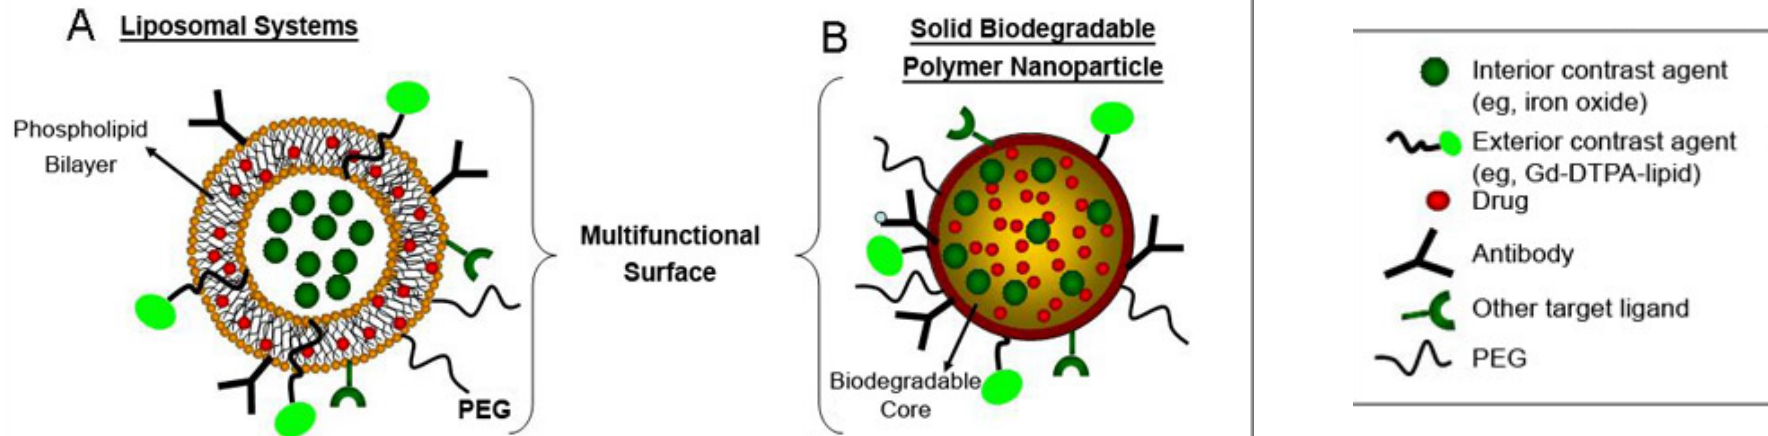 A
Liposomal Systems
Phospholipid
Bilayer
PEG
Multifunctional
Surface
B
Solid Biodegradable
Polymer Nanoparticle
Biodegradable
Core
Interior contrast agent
(eg, iron oxide)
Exterior contrast agent
(eg, Gd-DTPA-lipid)
Drug
Antibody
Other target ligand
PEG